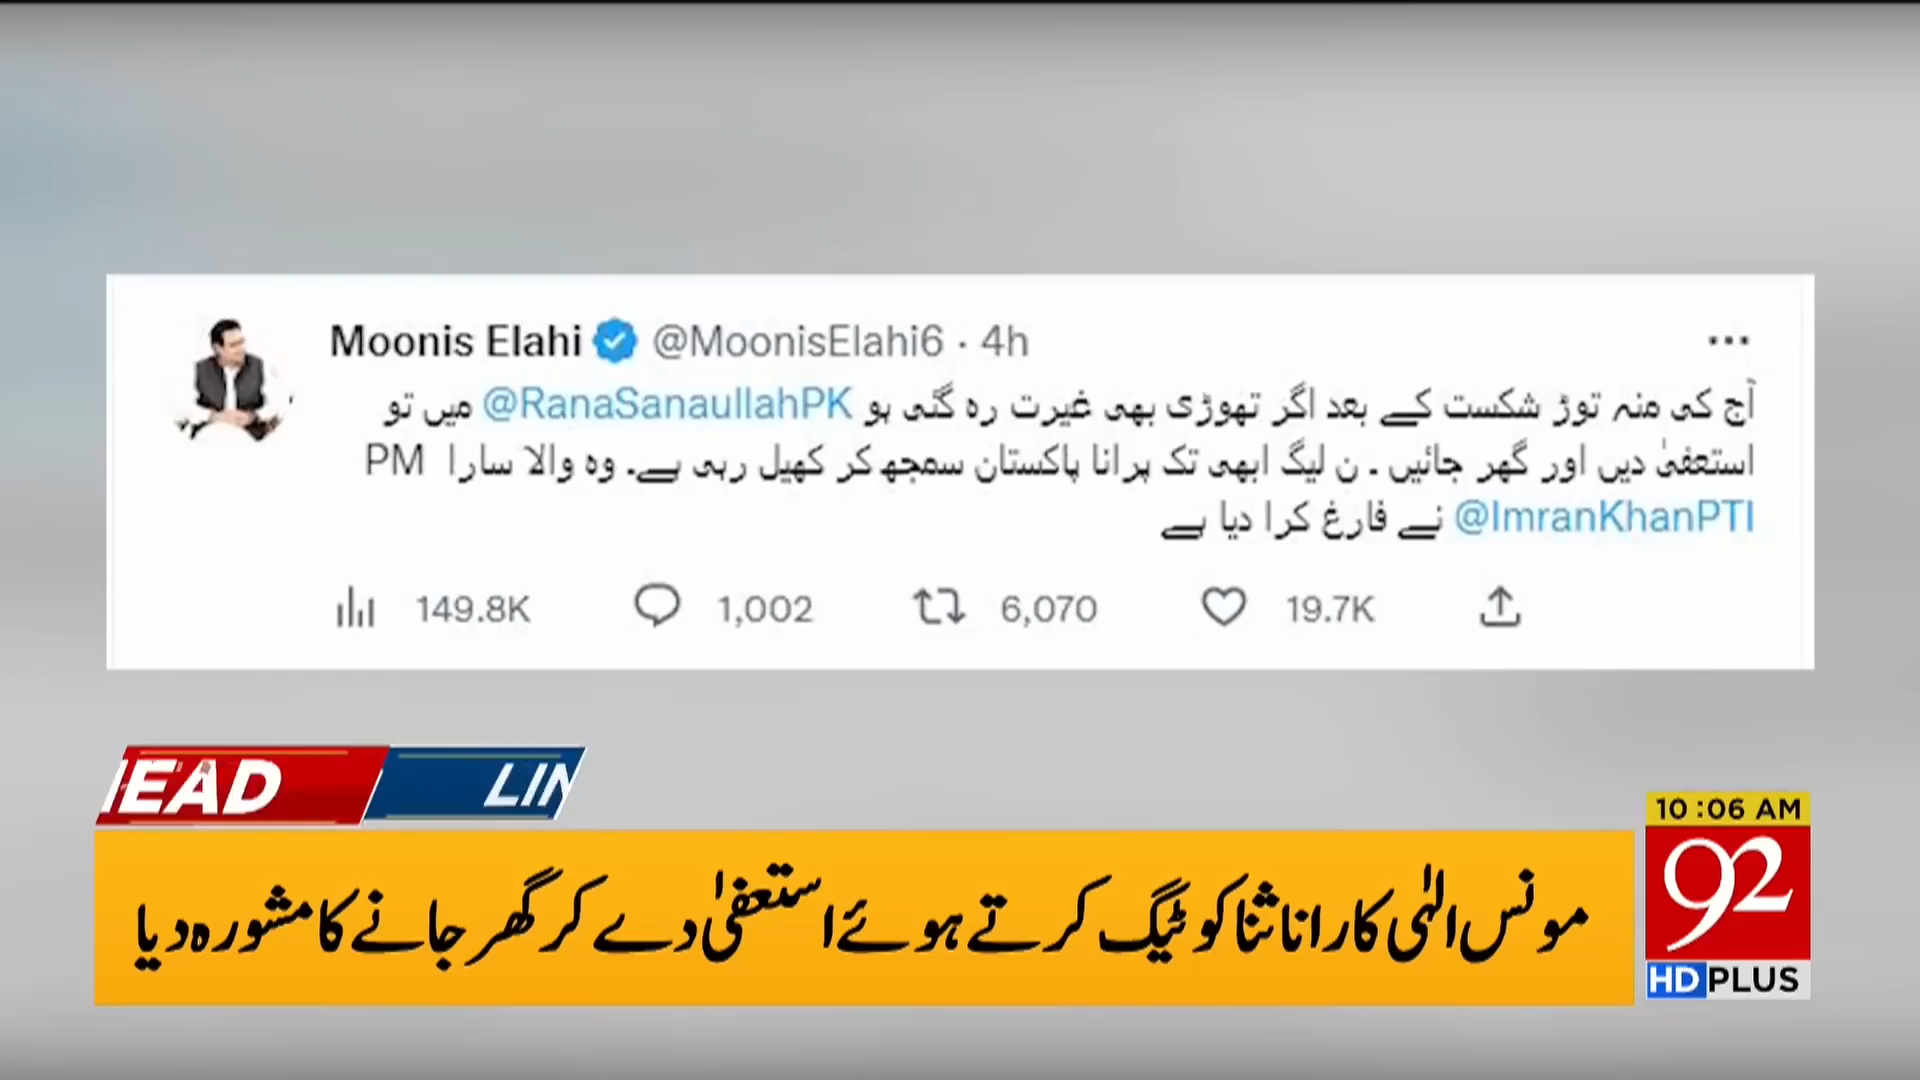 Moonis Elahi @MoonisElahi6 · 4h
آج کی منہ توڑ شکست کے بعد اگر تھوڑی بھی غیرت رہ گئی ہو @RanaSanaullahPK میں تو
استعفیٰ دیں اور گھر جائیں ۔ ن لیگ ابھی تک پرانا پاکستان سمجھ کر کھیل رہی ہے۔ وہ والا سارا PM
@ImranKhanPTI نے فارغ کرا دیا ہے
149.8K 1,002 6,070 19.7K
HEAD LIN
10:06 AM
مونس الٰہی کا رانا ثنا کو ٹیگ کرتے ہوئے استعفیٰ دے کر گھر جانے کا مشورہ دیا
92
HD PLUS